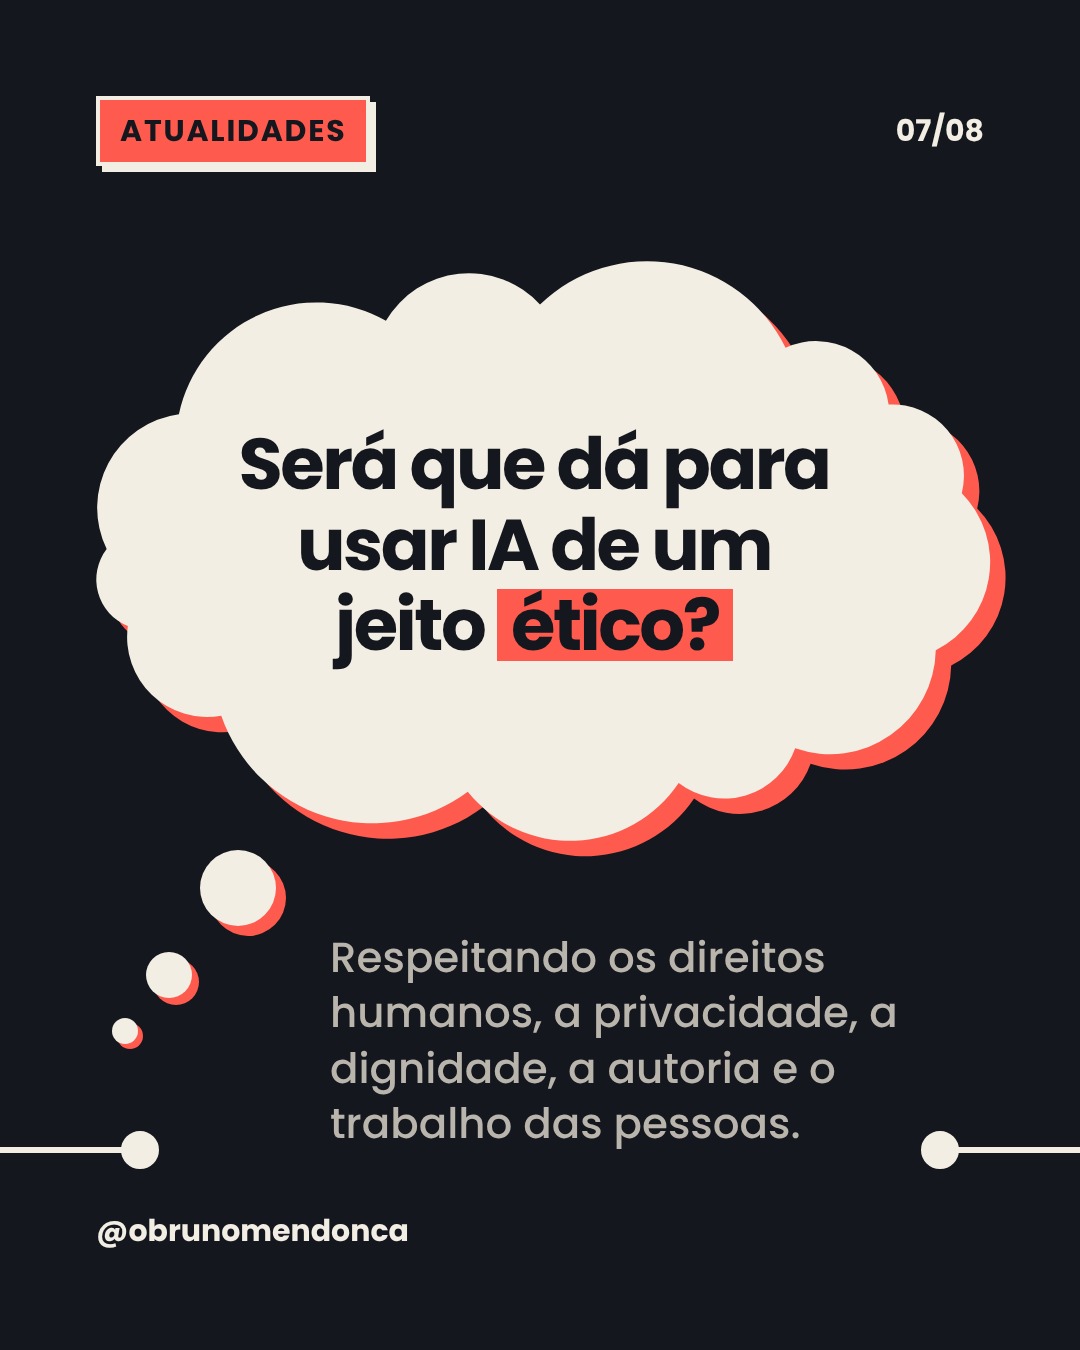 ATUALIDADES
07/08
Será que dá para
usar IA de um
jeito ético?
Respeitando os direitos
humanos, a privacidade, a
dignidade, a autoria e o
trabalho das pessoas.
@obrunomendonca